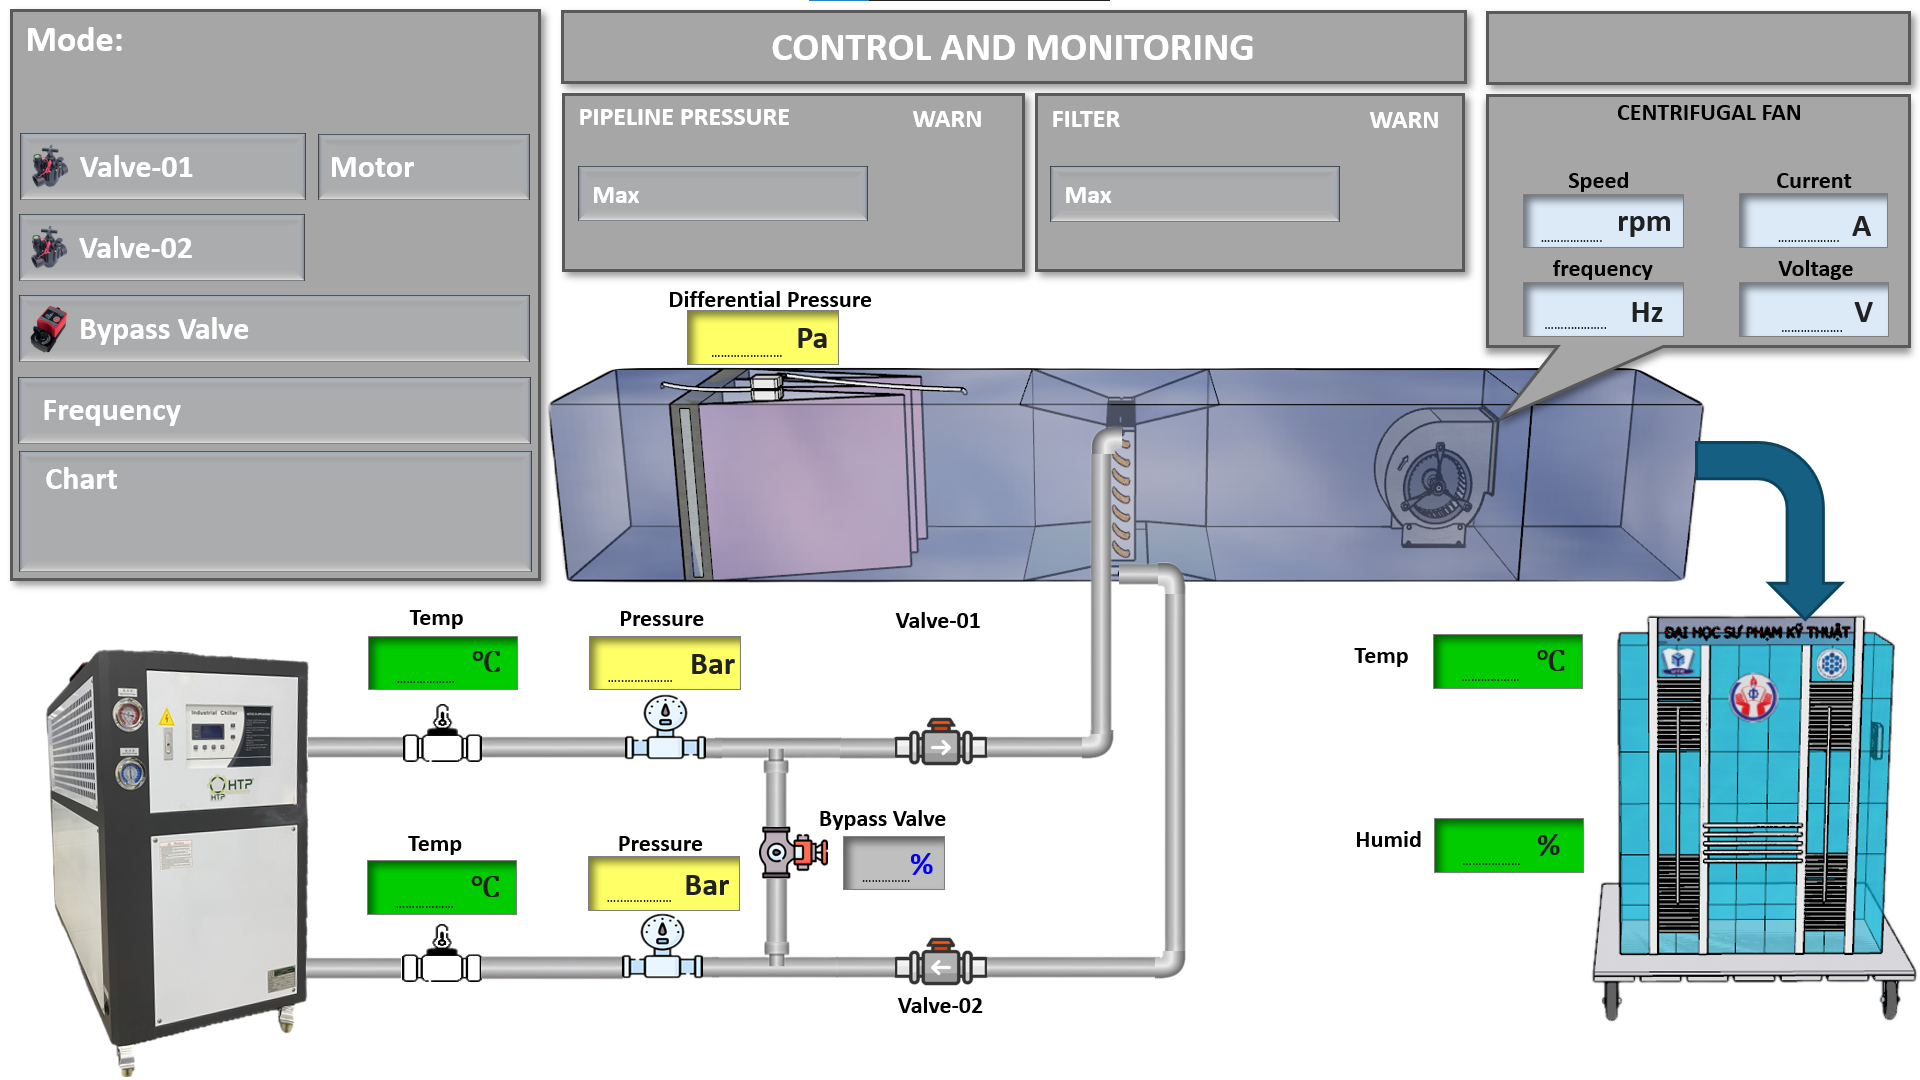 Mode:
Valve-01
Motor
Valve-02
Bypass Valve
Frequency
Chart
CONTROL AND MONITORING
PIPELINE PRESSURE
WARN
Max
FILTER
WARN
Max
CENTRIFUGAL FAN
Speed
Current
rpm
A
frequency
Voltage
Hz
V
Differential Pressure
Pa
Temp
°C
Pressure
Bar
Valve-01
Temp
°C
ĐẠI HỌC SƯ PHẠM KỸ THUẬT
Industrial Chiller
HTP
HTP
Temp
°C
Pressure
Bar
Bypass Valve
%
Humid
%
Valve-02